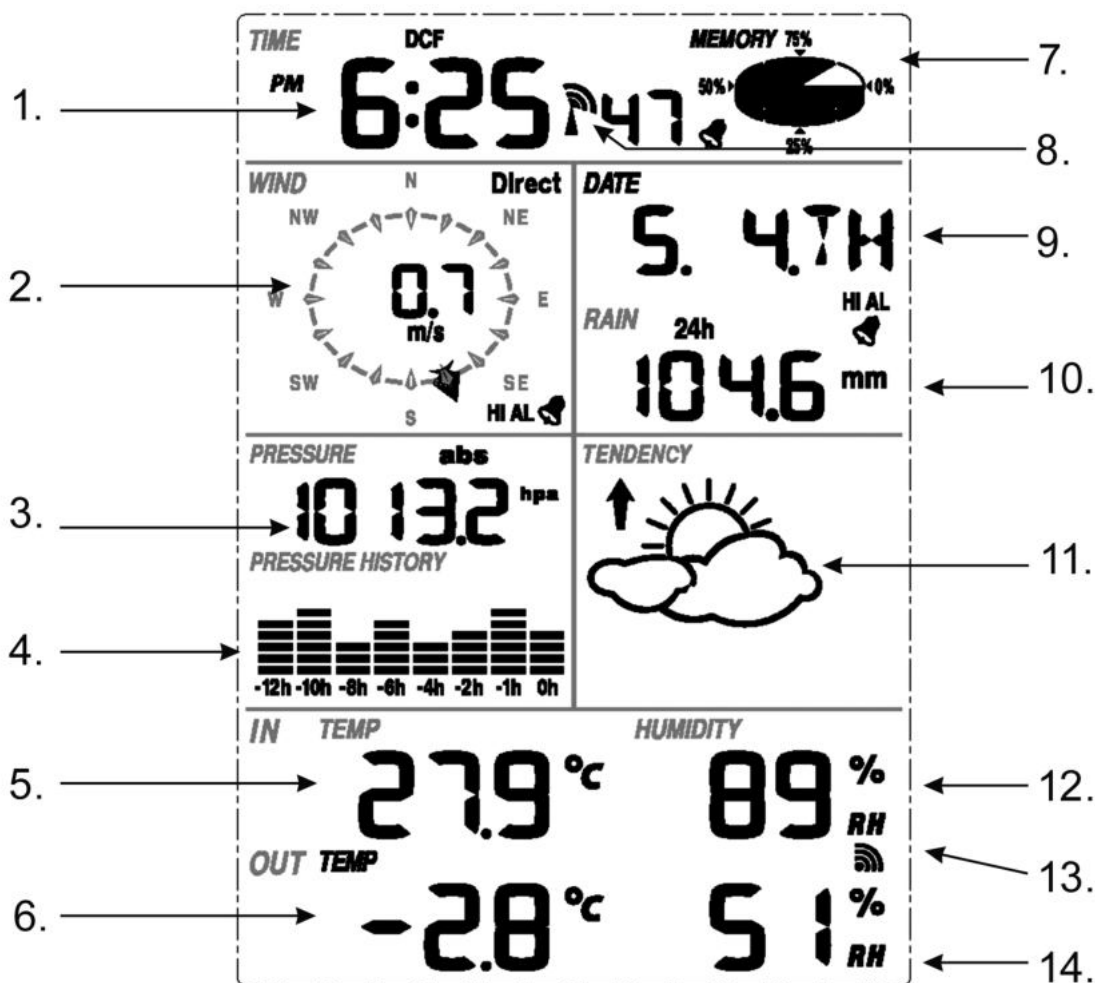 TIME DCF MEMORY 75% 7.
1. PM 6:25 47 50% 0%
25% 8.
WIND N Direct DATE
NW NE
5. 4. TH 9.
2. W 0.7 E HI AL
m/s RAIN 24h
SW SE 104.6 mm 10.
S HI AL
PRESSURE abs TENDENCY
3. 1013.2 hpa
PRESSURE HISTORY 11.
4.
-12h -10h -8h -6h -4h -2h -1h 0h
IN TEMP HUMIDITY
5. 27.9 °C 89 % 12.
RH
OUT TEMP 13.
6. -2.8 °C 51 %
RH 14.